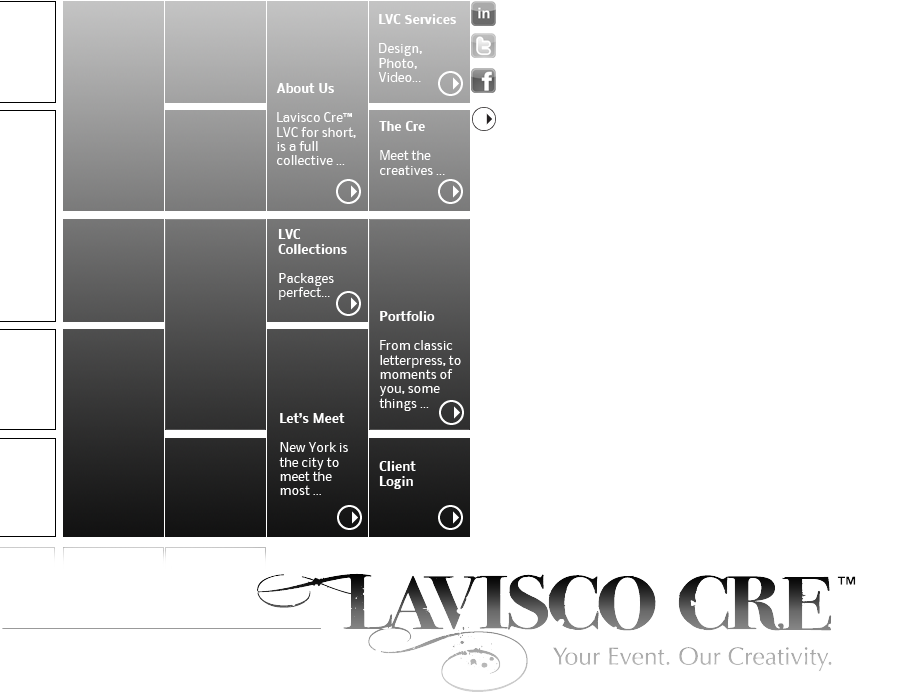 LVC Services
Design,
Photo,
Video...
in
t
f
About Us
Lavisco Cre™
LVC for short,
is a full
collective ...
The Cre
Meet the
creatives ...
LVC
Collections
Packages
perfect...
Portfolio
From classic
letterpress, to
moments of
you, some
things ...
Let's Meet
New York is
the city to
meet the
most ...
Client
Login
LAVISCO CRE™
Your Event. Our Creativity.